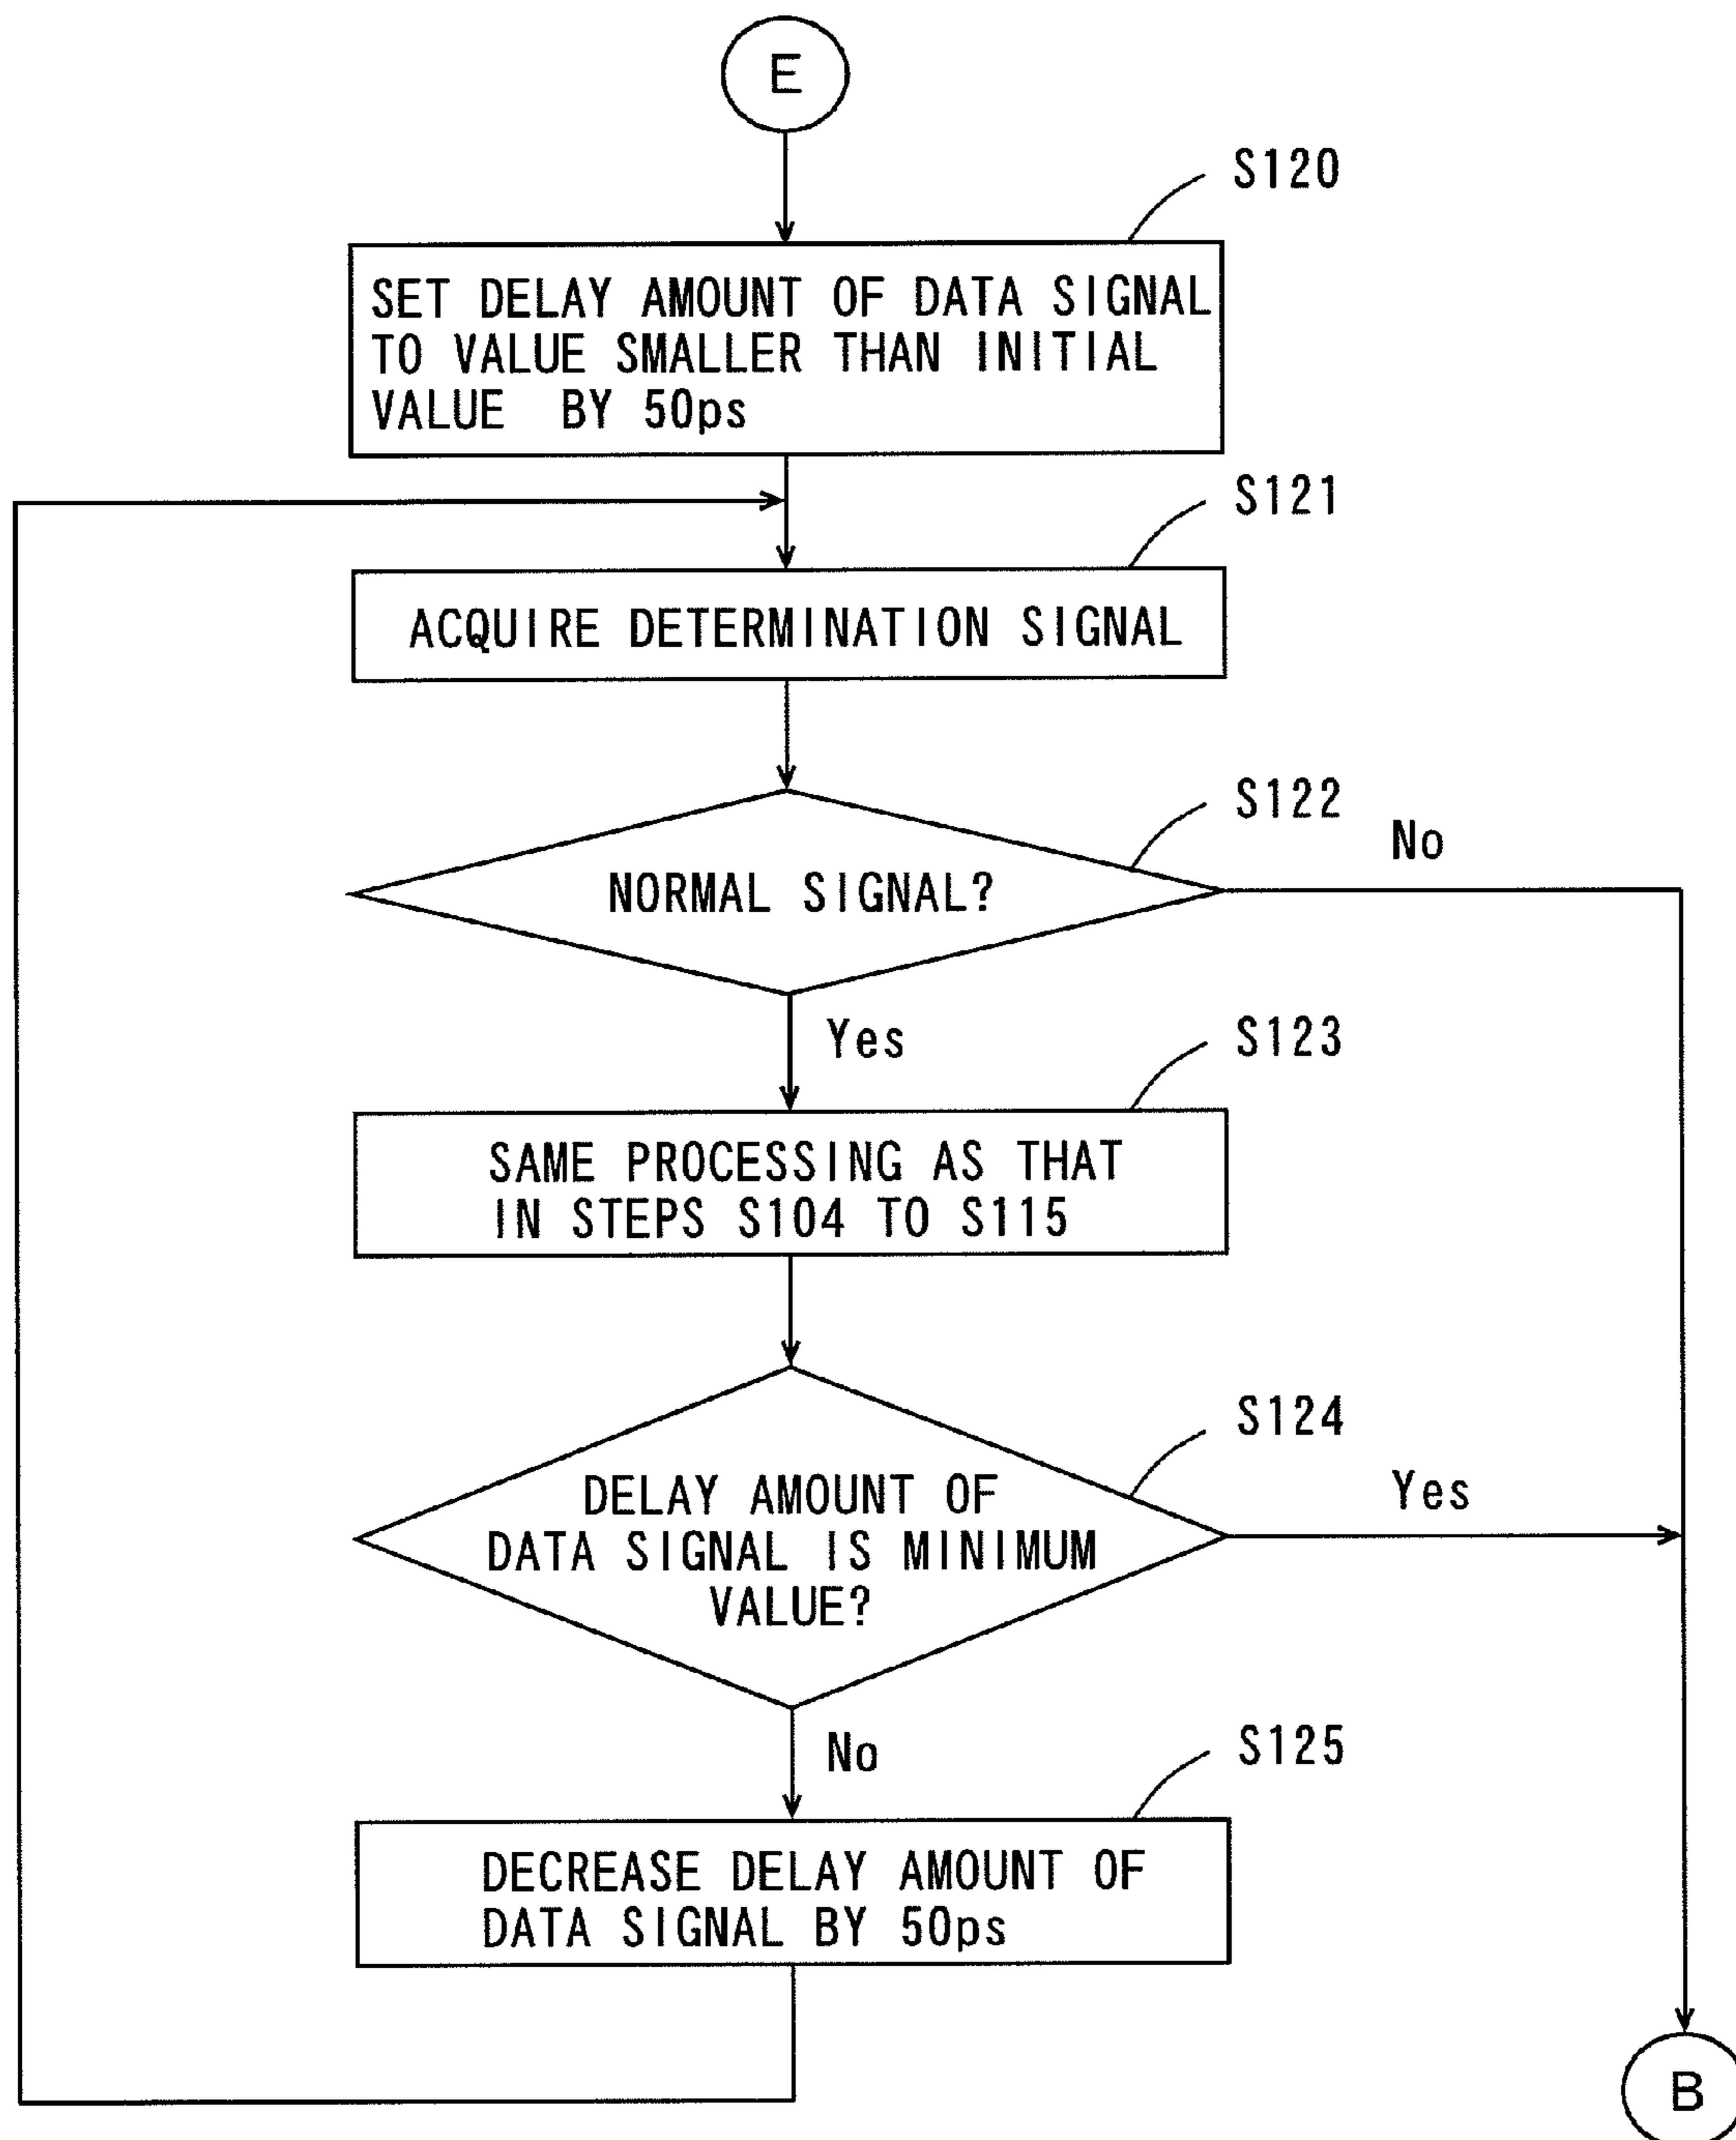 E
S120
SET DELAY AMOUNT OF DATA SIGNAL
TO VALUE SMALLER THAN INITIAL
VALUE BY 50ps
S121
ACQUIRE DETERMINATION SIGNAL
S122
No
NORMAL SIGNAL?
Yes
S123
SAME PROCESSING AS THAT
IN STEPS S104 TO S115
S124
DELAY AMOUNT OF
DATA SIGNAL IS MINIMUM
VALUE?
Yes
No
S125
DECREASE DELAY AMOUNT OF
DATA SIGNAL BY 50ps
B